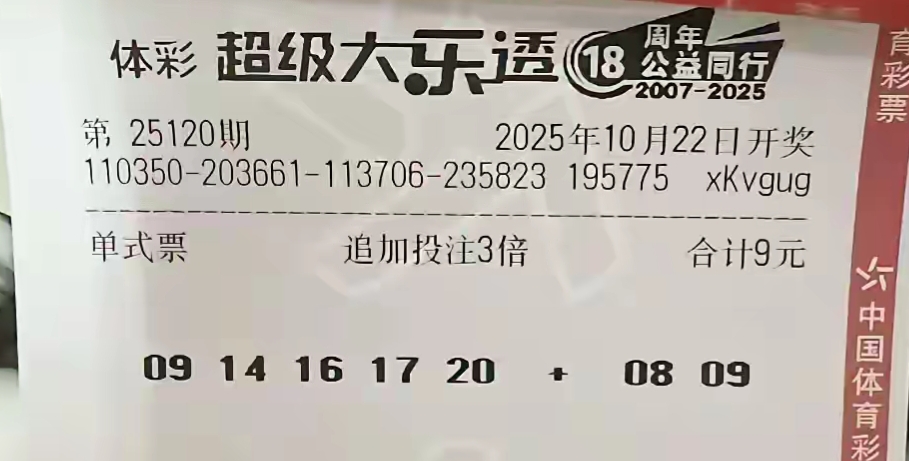 体彩 超级大乐透 18 周年
公益同行
2007-2025
第 25120期 2025年10月22日开奖
110350-203661-113706-235823 195775 xKvgug
单式票 追加投注3倍 合计9元
09 14 16 17 20 + 08 09
育彩票
中国体育彩